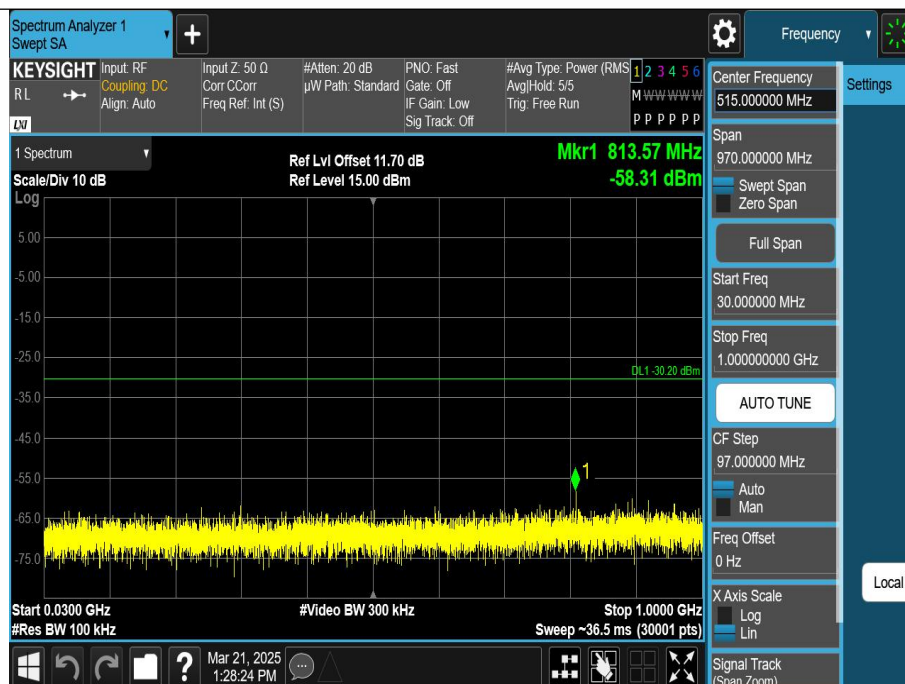 Spectrum Analyzer 1
Swept SA
Frequency
KEYSIGHT
RL
LXI
Input: RF
Coupling: DC
Align: Auto
Input Z: 50 Ω
Corr CCorr
Freq Ref: Int (S)
#Atten: 20 dB
µW Path: Standard
PNO: Fast
Gate: Off
IF Gain: Low
Sig Track: Off
#Avg Type: Power (RMS
Avg|Hold: 5/5
Trig: Free Run
1 2 3 4 5 6
M W W W W W
P P P P P P
1 Spectrum
Scale/Div 10 dB
Log
Ref Lvl Offset 11.70 dB
Ref Level 15.00 dBm
Mkr1 813.57 MHz
-58.31 dBm
5.00
-5.00
-15.0
-25.0
DL1 -30.20 dBm
-35.0
-45.0
-55.0
1
-65.0
-75.0
Start 0.0300 GHz
#Res BW 100 kHz
#Video BW 300 kHz
Stop 1.0000 GHz
Sweep ~36.5 ms (30001 pts)
Mar 21, 2025
1:28:24 PM
Center Frequency
515.000000 MHz
Span
970.000000 MHz
Swept Span
Zero Span
Full Span
Start Freq
30.000000 MHz
Stop Freq
1.000000000 GHz
AUTO TUNE
CF Step
97.000000 MHz
Auto
Man
Freq Offset
0 Hz
X Axis Scale
Log
Lin
Signal Track
(Span Zoom)
Settings
Local